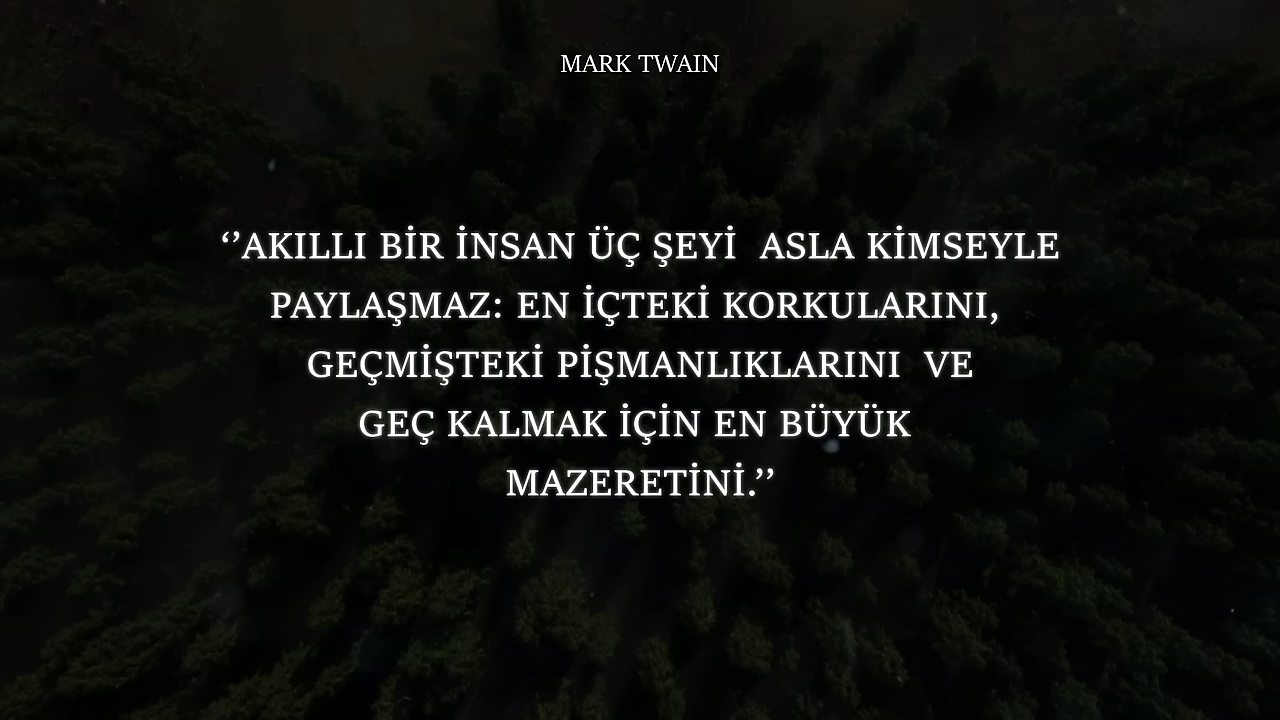 MARK TWAIN
‘’AKILLI BİR İNSAN ÜÇ ŞEYİ  ASLA KİMSEYLE
PAYLAŞMAZ: EN İÇTEKİ KORKULARINI,
GEÇMİŞTEKİ PİŞMANLIKLARINI  VE
GEÇ KALMAK İÇİN EN BÜYÜK
MAZERETİNİ.’’